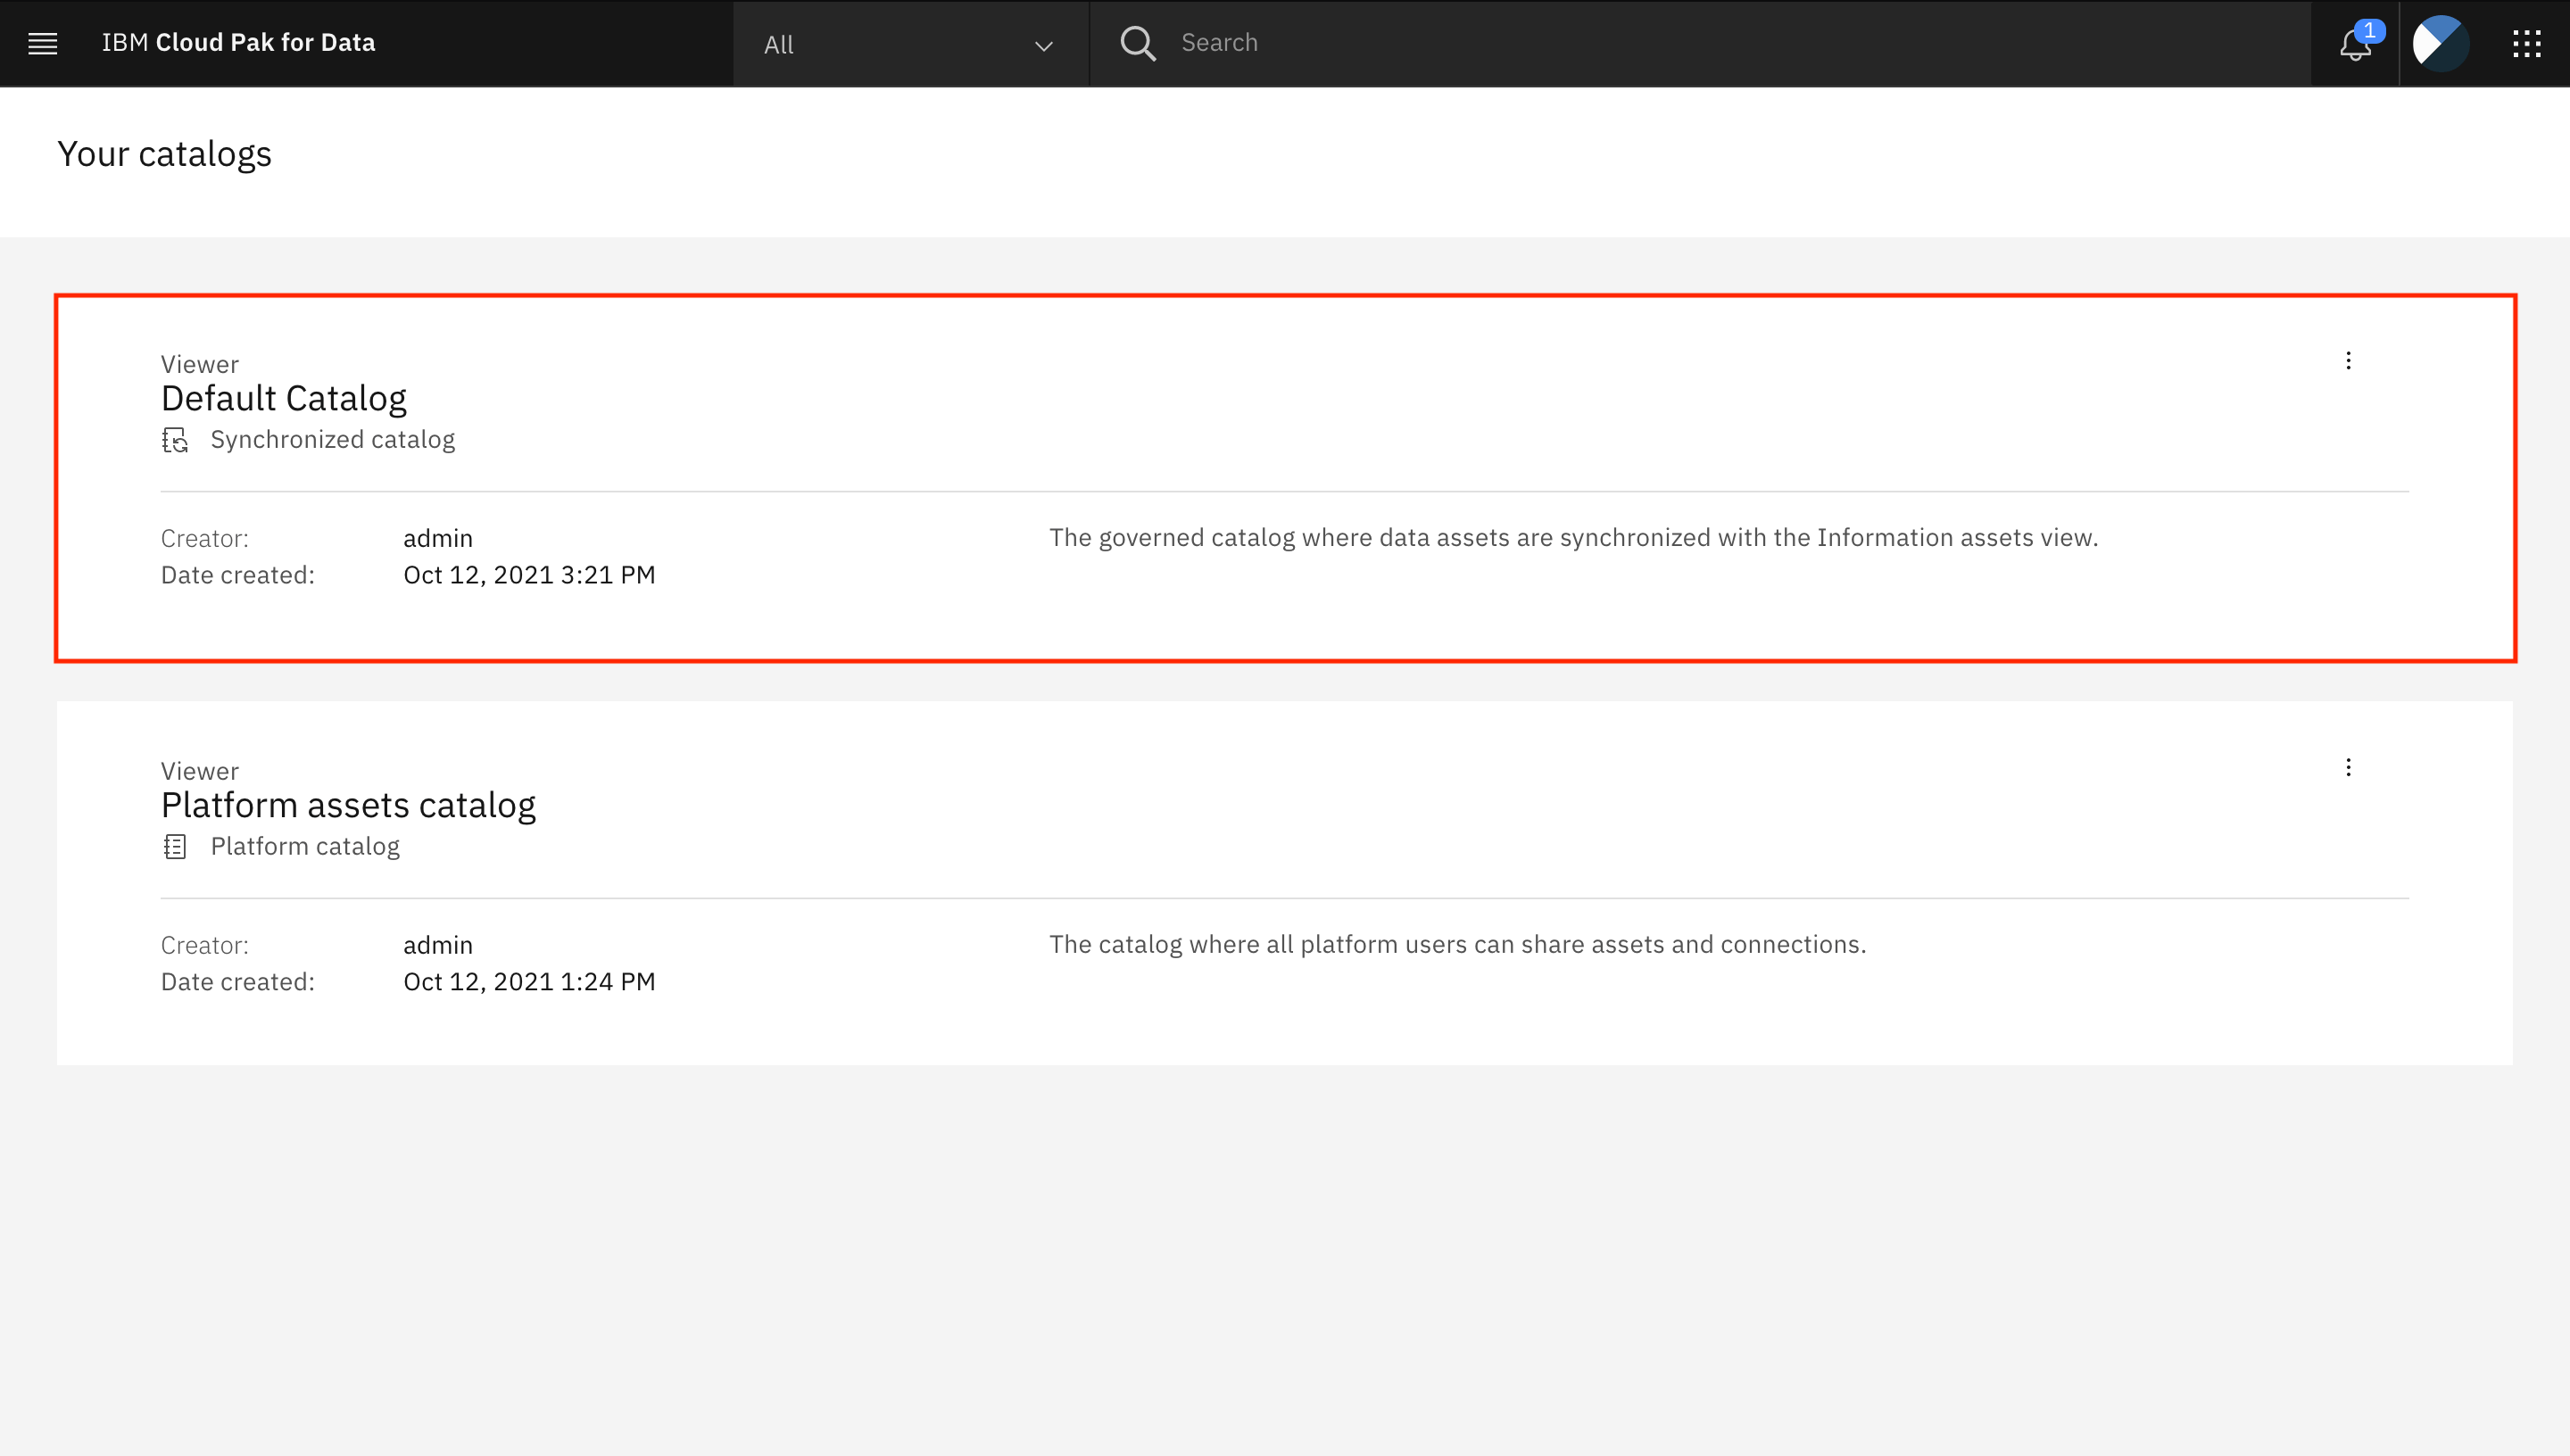 IBM Cloud Pak for Data
All
Search
1
Your catalogs
Viewer
Default Catalog
Synchronized catalog
Creator: admin
Date created: Oct 12, 2021 3:21 PM
The governed catalog where data assets are synchronized with the Information assets view.
Viewer
Platform assets catalog
Platform catalog
Creator: admin
Date created: Oct 12, 2021 1:24 PM
The catalog where all platform users can share assets and connections.